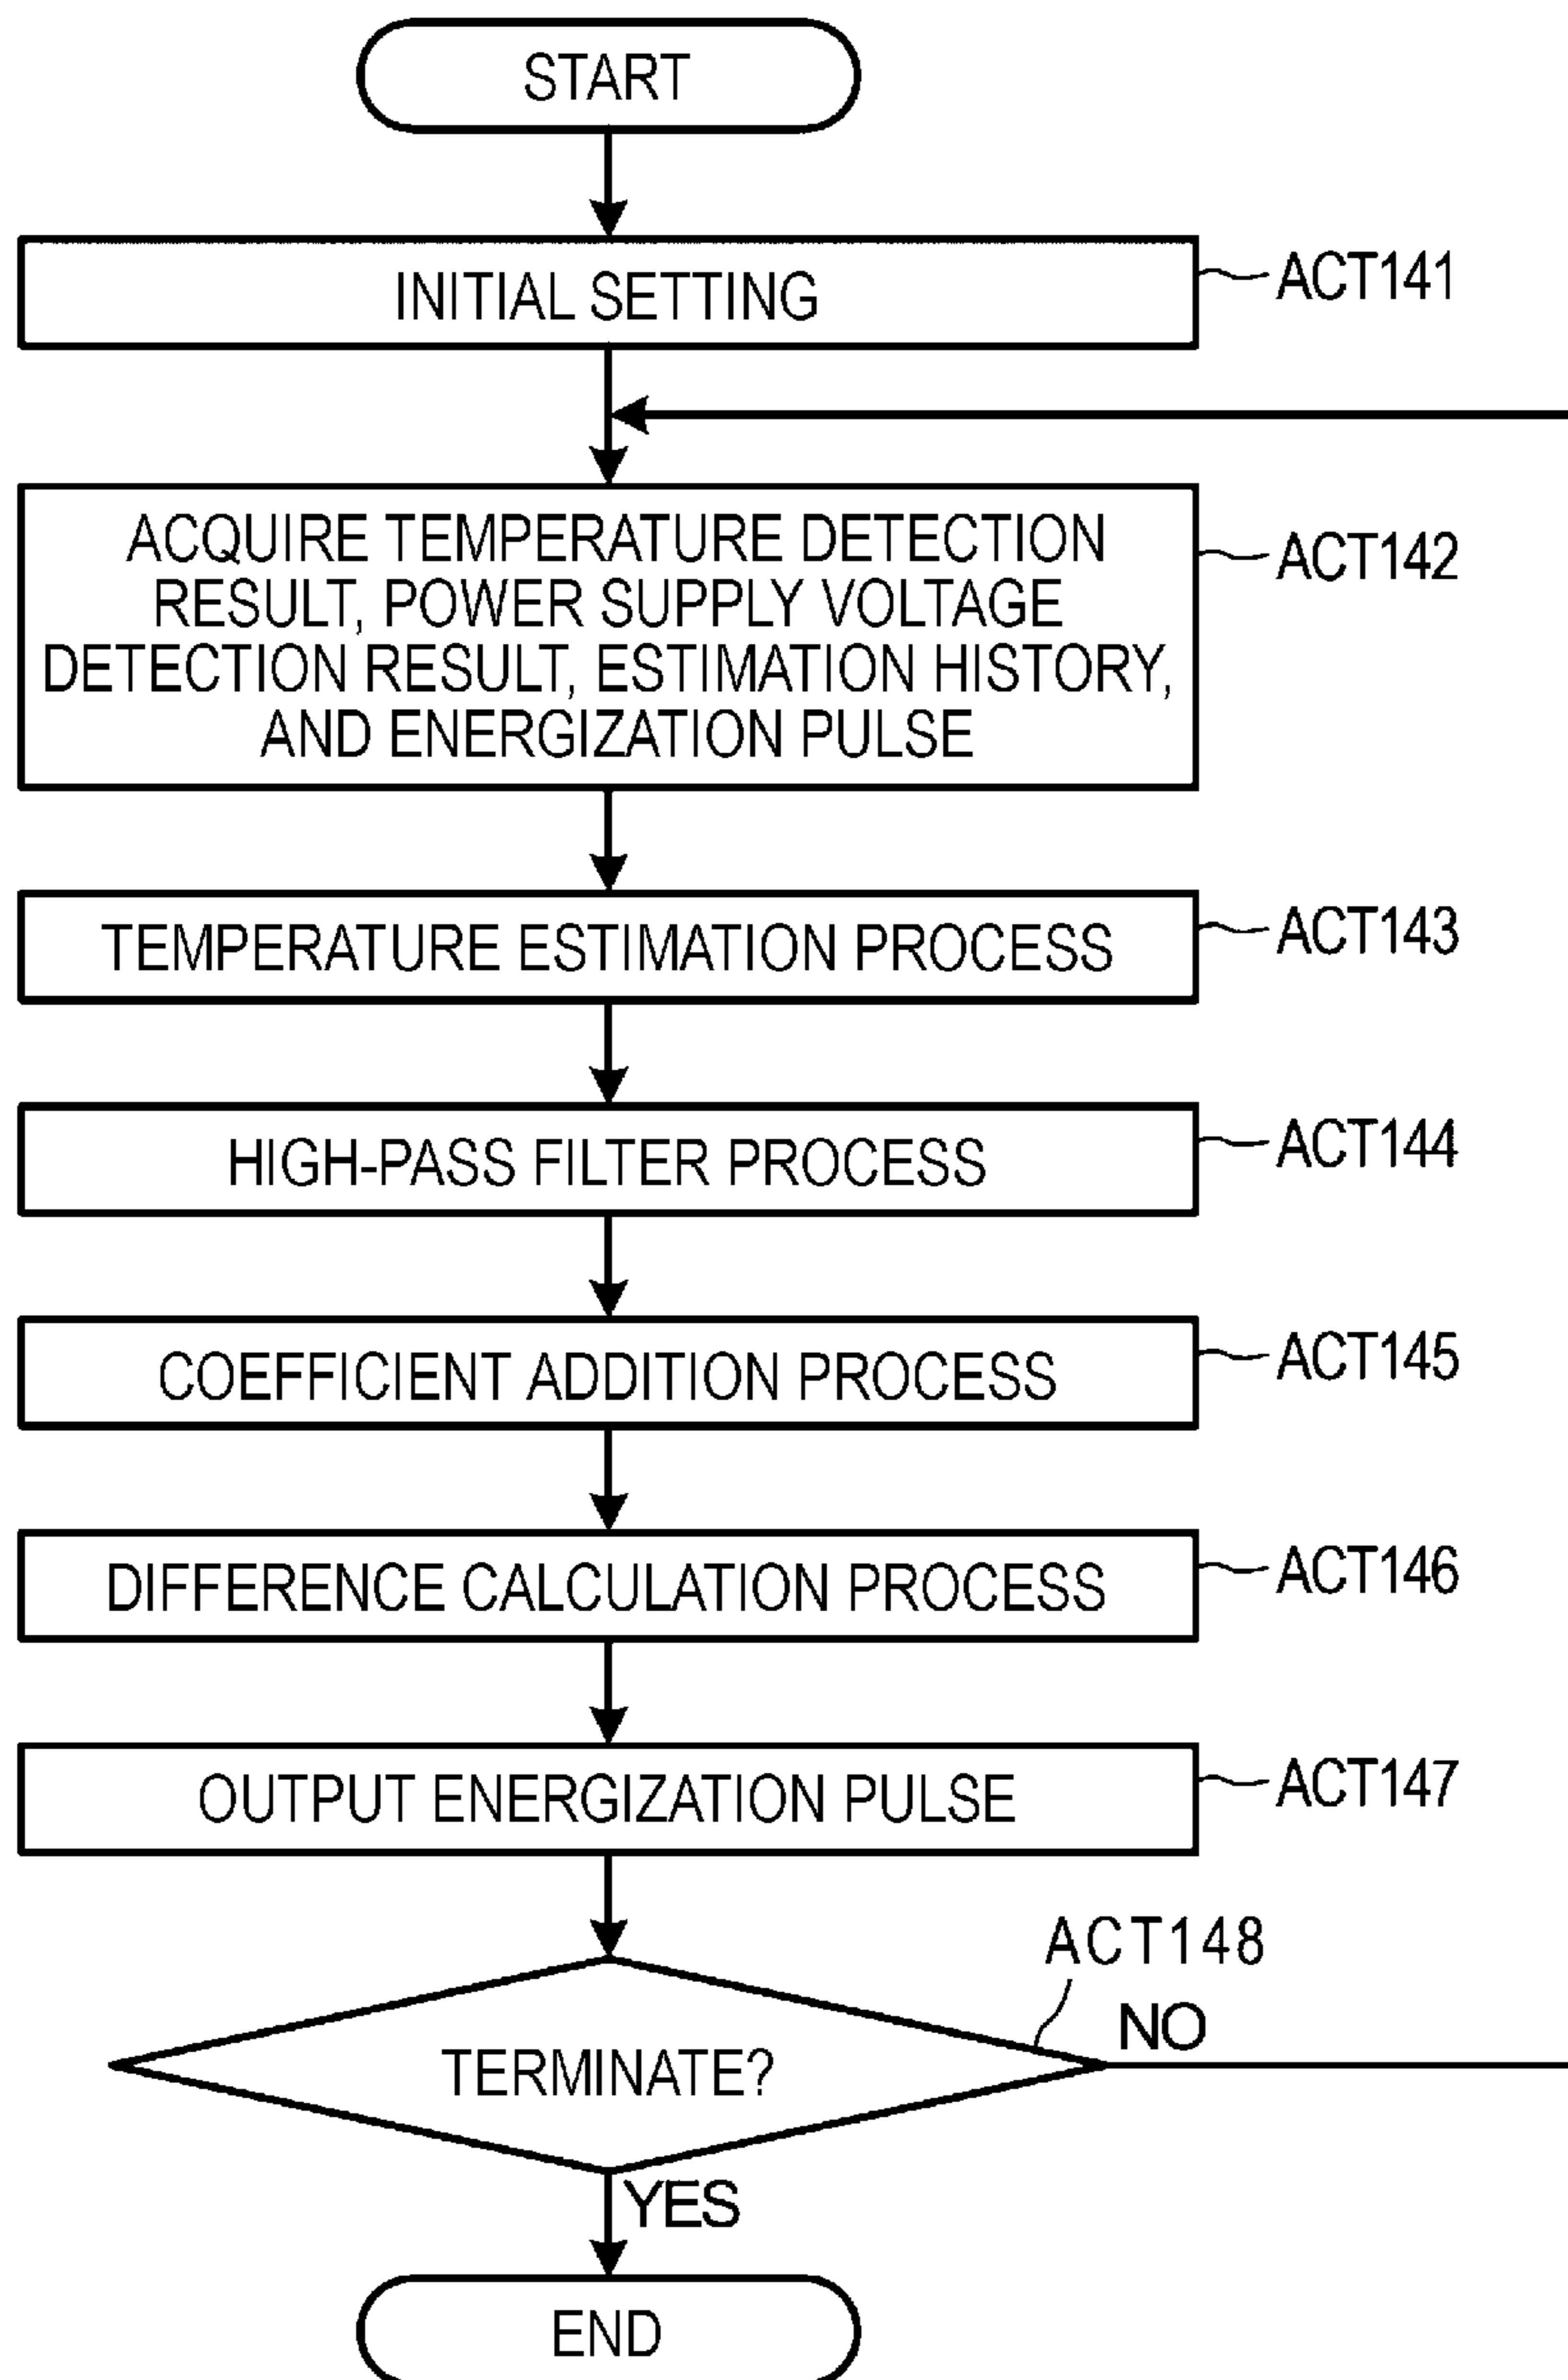 START
INITIAL SETTING
ACT141
ACQUIRE TEMPERATURE DETECTION
RESULT, POWER SUPPLY VOLTAGE
DETECTION RESULT, ESTIMATION HISTORY,
AND ENERGIZATION PULSE
ACT142
TEMPERATURE ESTIMATION PROCESS
ACT143
HIGH-PASS FILTER PROCESS
ACT144
COEFFICIENT ADDITION PROCESS
ACT145
DIFFERENCE CALCULATION PROCESS
ACT146
OUTPUT ENERGIZATION PULSE
ACT147
ACT148
NO
TERMINATE?
YES
END